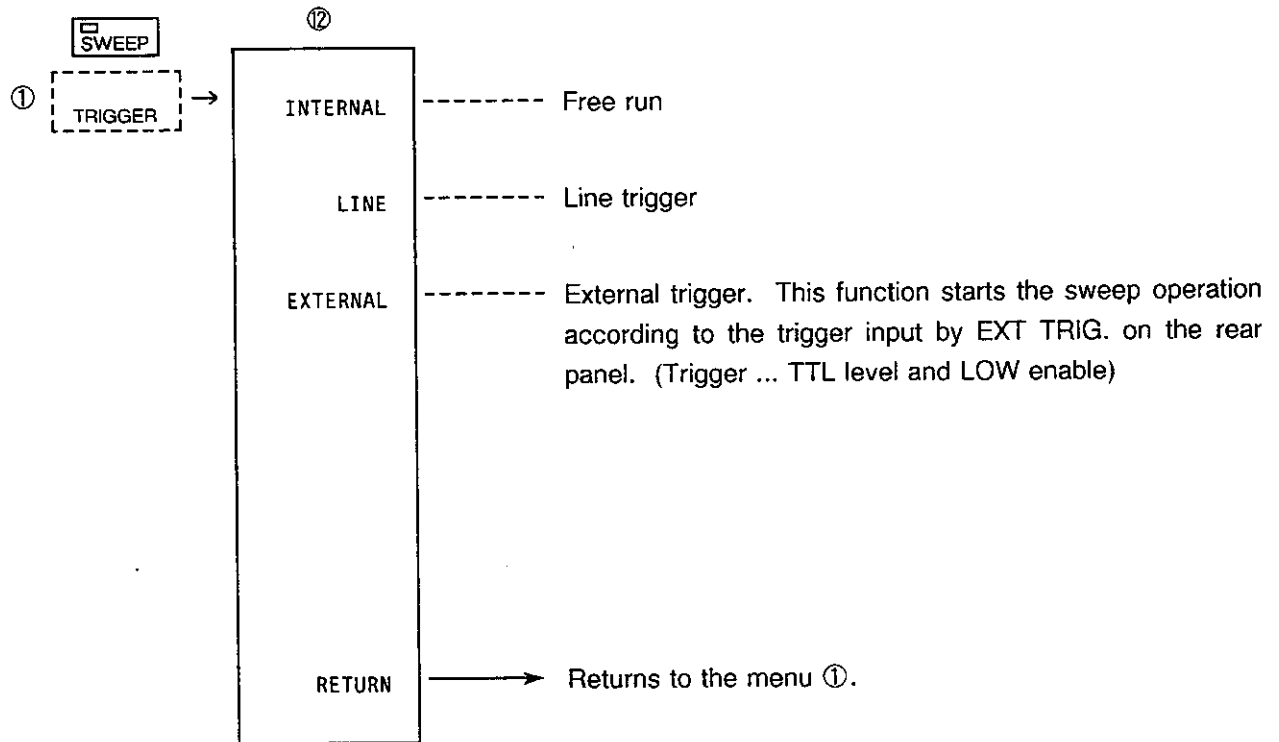 ⑫
SWEEP
① TRIGGER → INTERNAL -------- Free run
LINE --------- Line trigger
EXTERNAL -------- External trigger. This function starts the sweep operation
according to the trigger input by EXT TRIG. on the rear
panel. (Trigger ... TTL level and LOW enable)
RETURN → Returns to the menu ①.